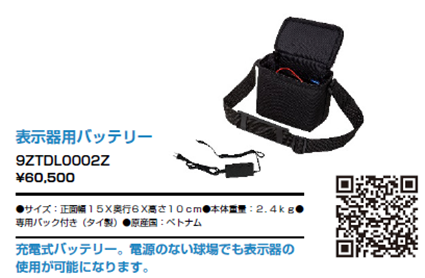 表示器用バッテリー
9ZTDL0002Z
¥60,500
●サイズ：正面幅１５Ｘ奥行６Ｘ高さ１０ｃｍ●本体重量：２．４ｋｇ●
専用バック付き（タイ製）●原産国：ベトナム
充電式バッテリー。電源のない球場でも表示器の
使用が可能になります。